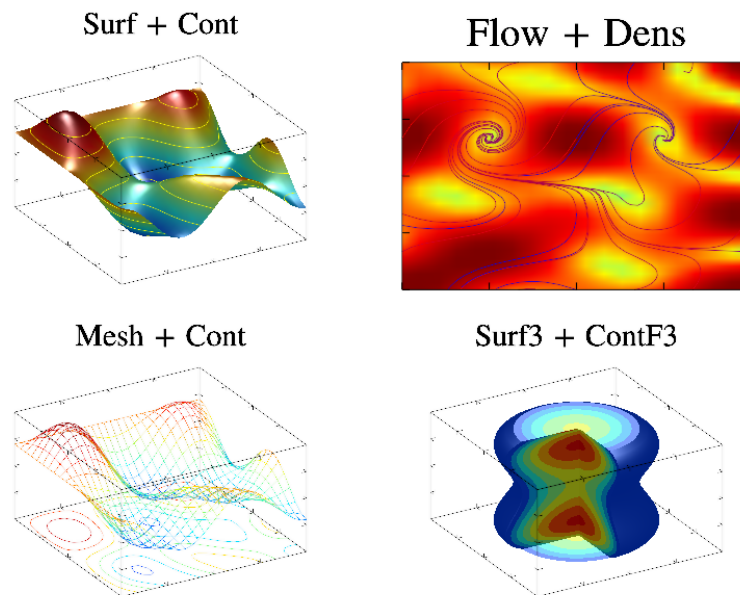 Surf + Cont
Flow + Dens
Mesh + Cont
Surf3 + ContF3